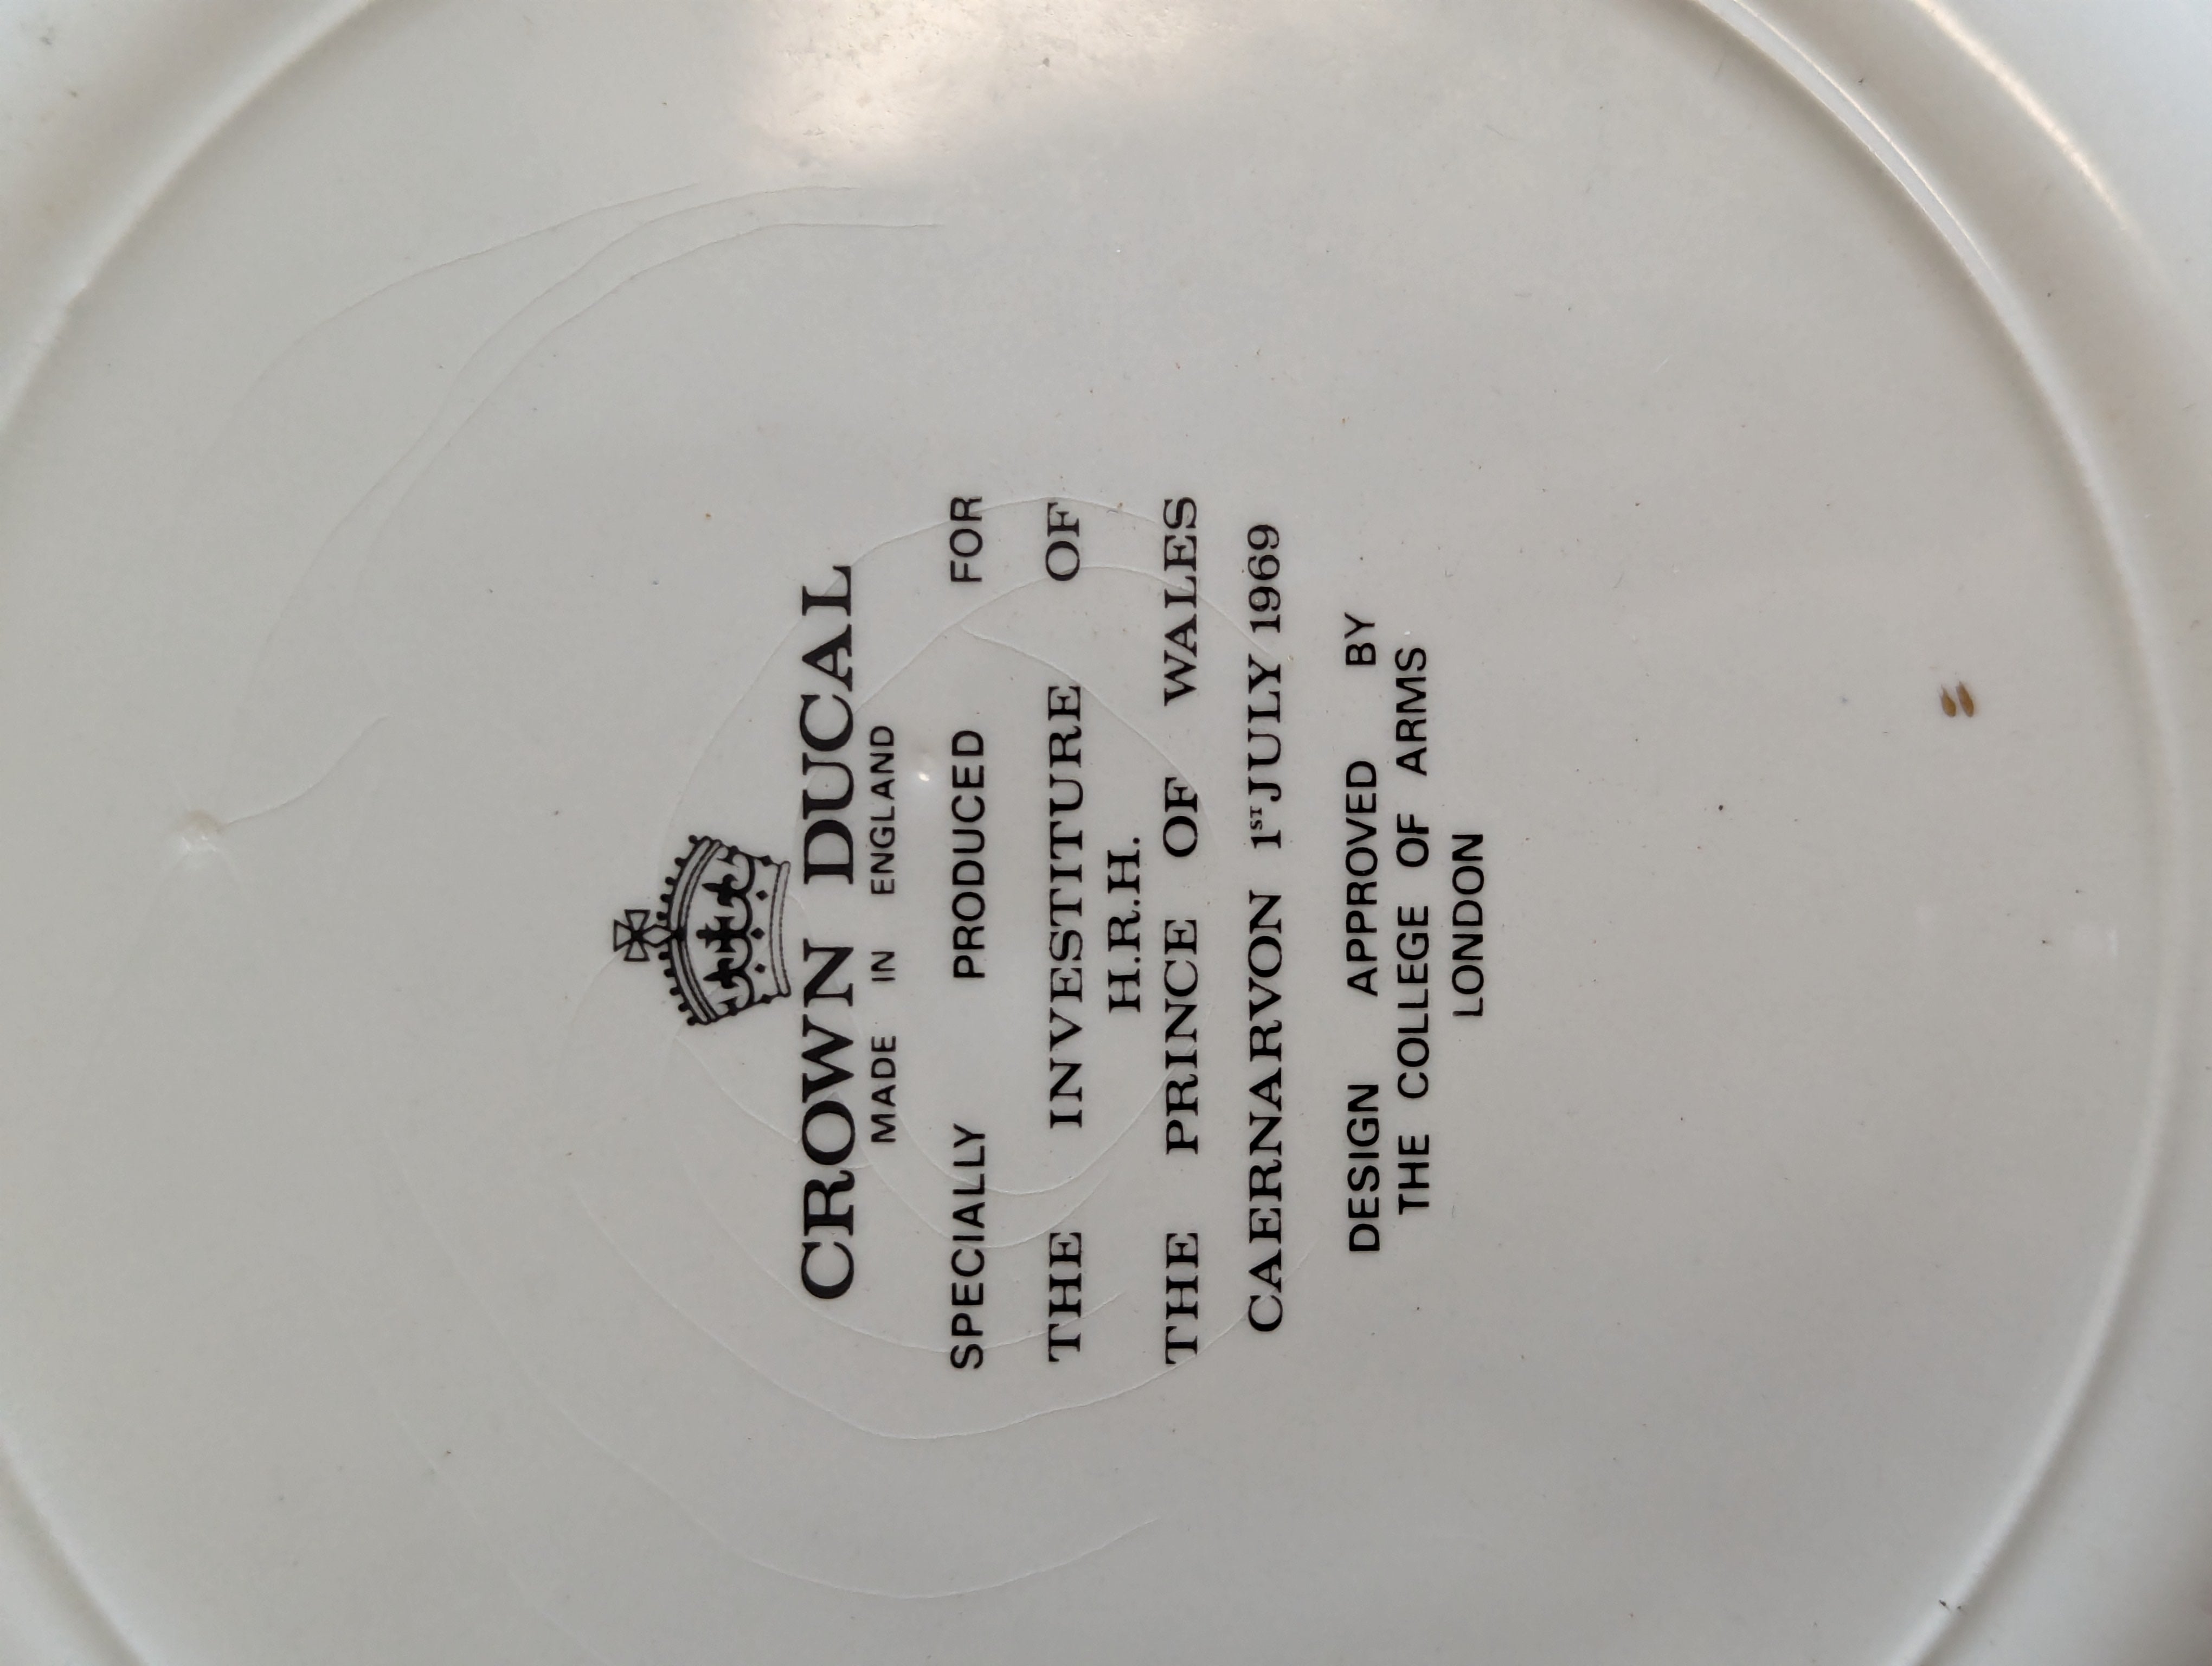 CROWN DUCAL
MADE IN ENGLAND
SPECIALLY PRODUCED FOR
THE INVESTITURE OF
H.R.H.
THE PRINCE OF WALES
CAERNARVON 1ST JULY 1969
DESIGN APPROVED BY
THE COLLEGE OF ARMS
LONDON